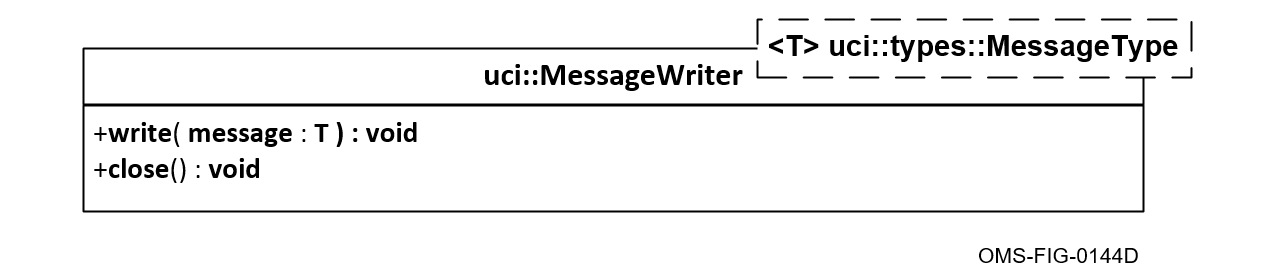 <T> uci::types::MessageType
uci::MessageWriter
+write( message : T ) : void
+close() : void
OMS-FIG-0144D